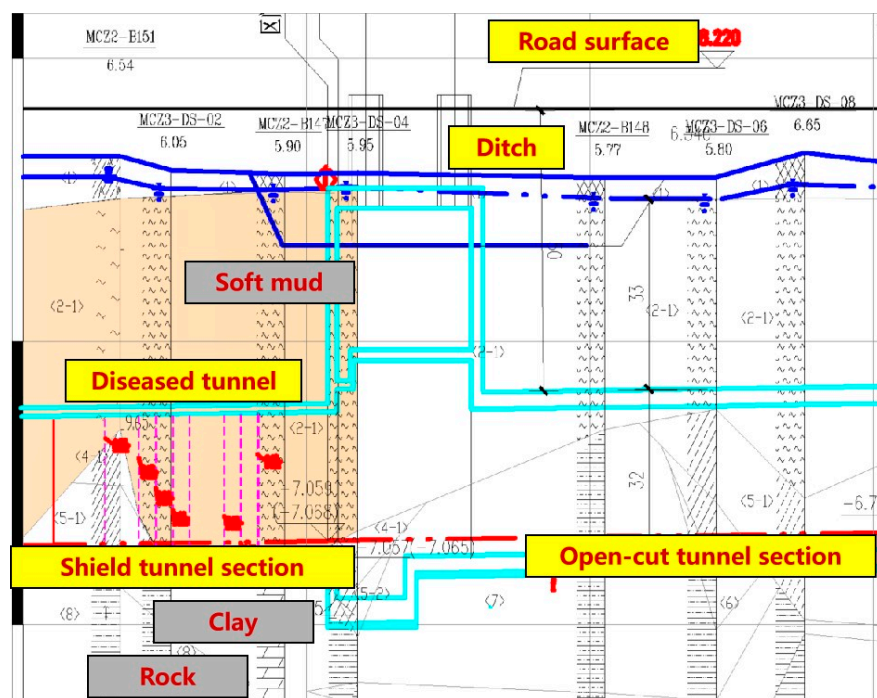 Road surface
8.220
MCZ2-B151
6.54
MCZ3-DS-02
6.05
MCZ2-B147
5.90
MCZ3-DS-04
5.95
Ditch
MCZ2-B148
5.77
MCZ3-DS-06
5.80
MCZ3-DS-08
6.65
<1>
<1>
<1>
Soft mud
<2-1>
33
<2-1>
<2-1>
<2-1>
Diseased tunnel
<2-1>
<4-1>
32
-7.059
(-7.068)
<5-1>
<4-1>
<5-1>
-6.7
-7.057(-7.065)
Shield tunnel section
Open-cut tunnel section
<5-2>
<7>
<6>
<8>
Clay
<8>
Rock